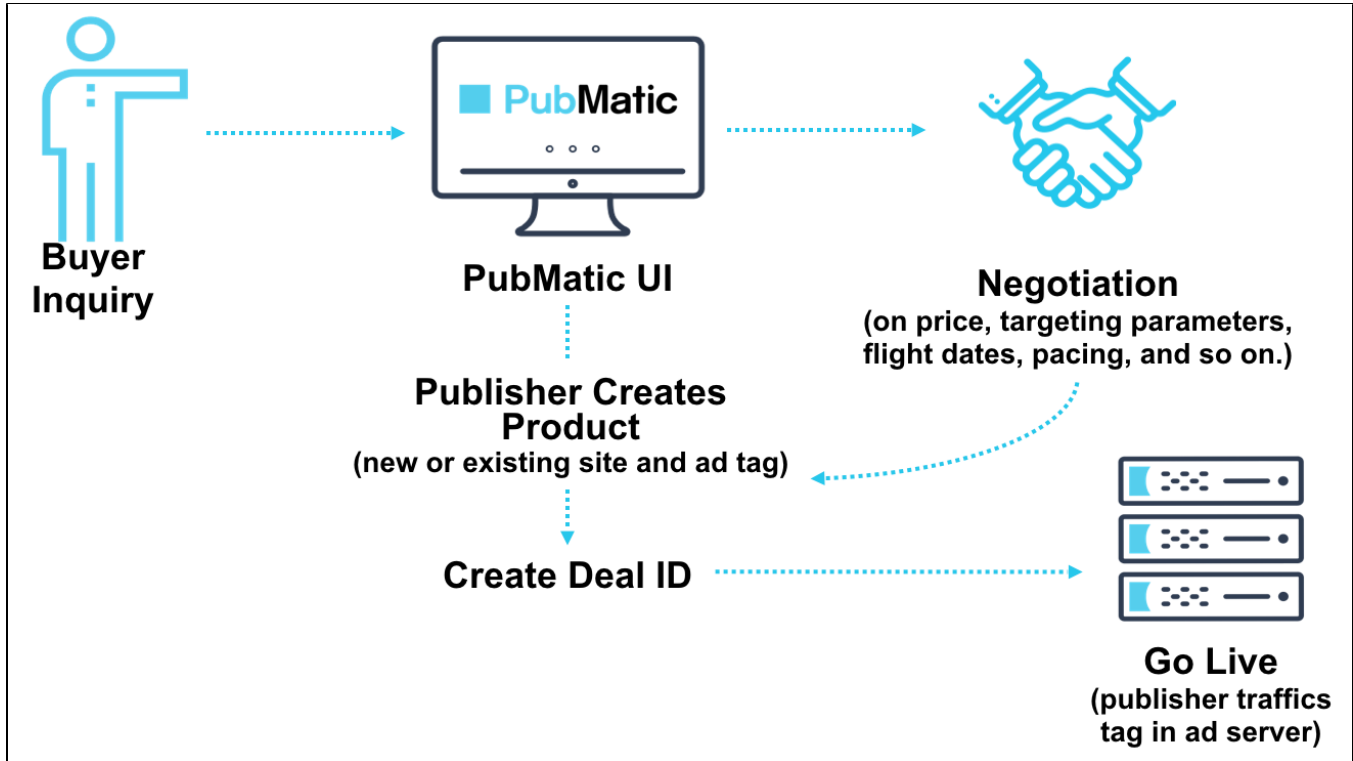 Buyer
Inquiry
PubMatic
PubMatic UI
Negotiation
(on price, targeting parameters,
flight dates, pacing, and so on.)
Publisher Creates
Product
(new or existing site and ad tag)
Create Deal ID
Go Live
(publisher traffics
tag in ad server)